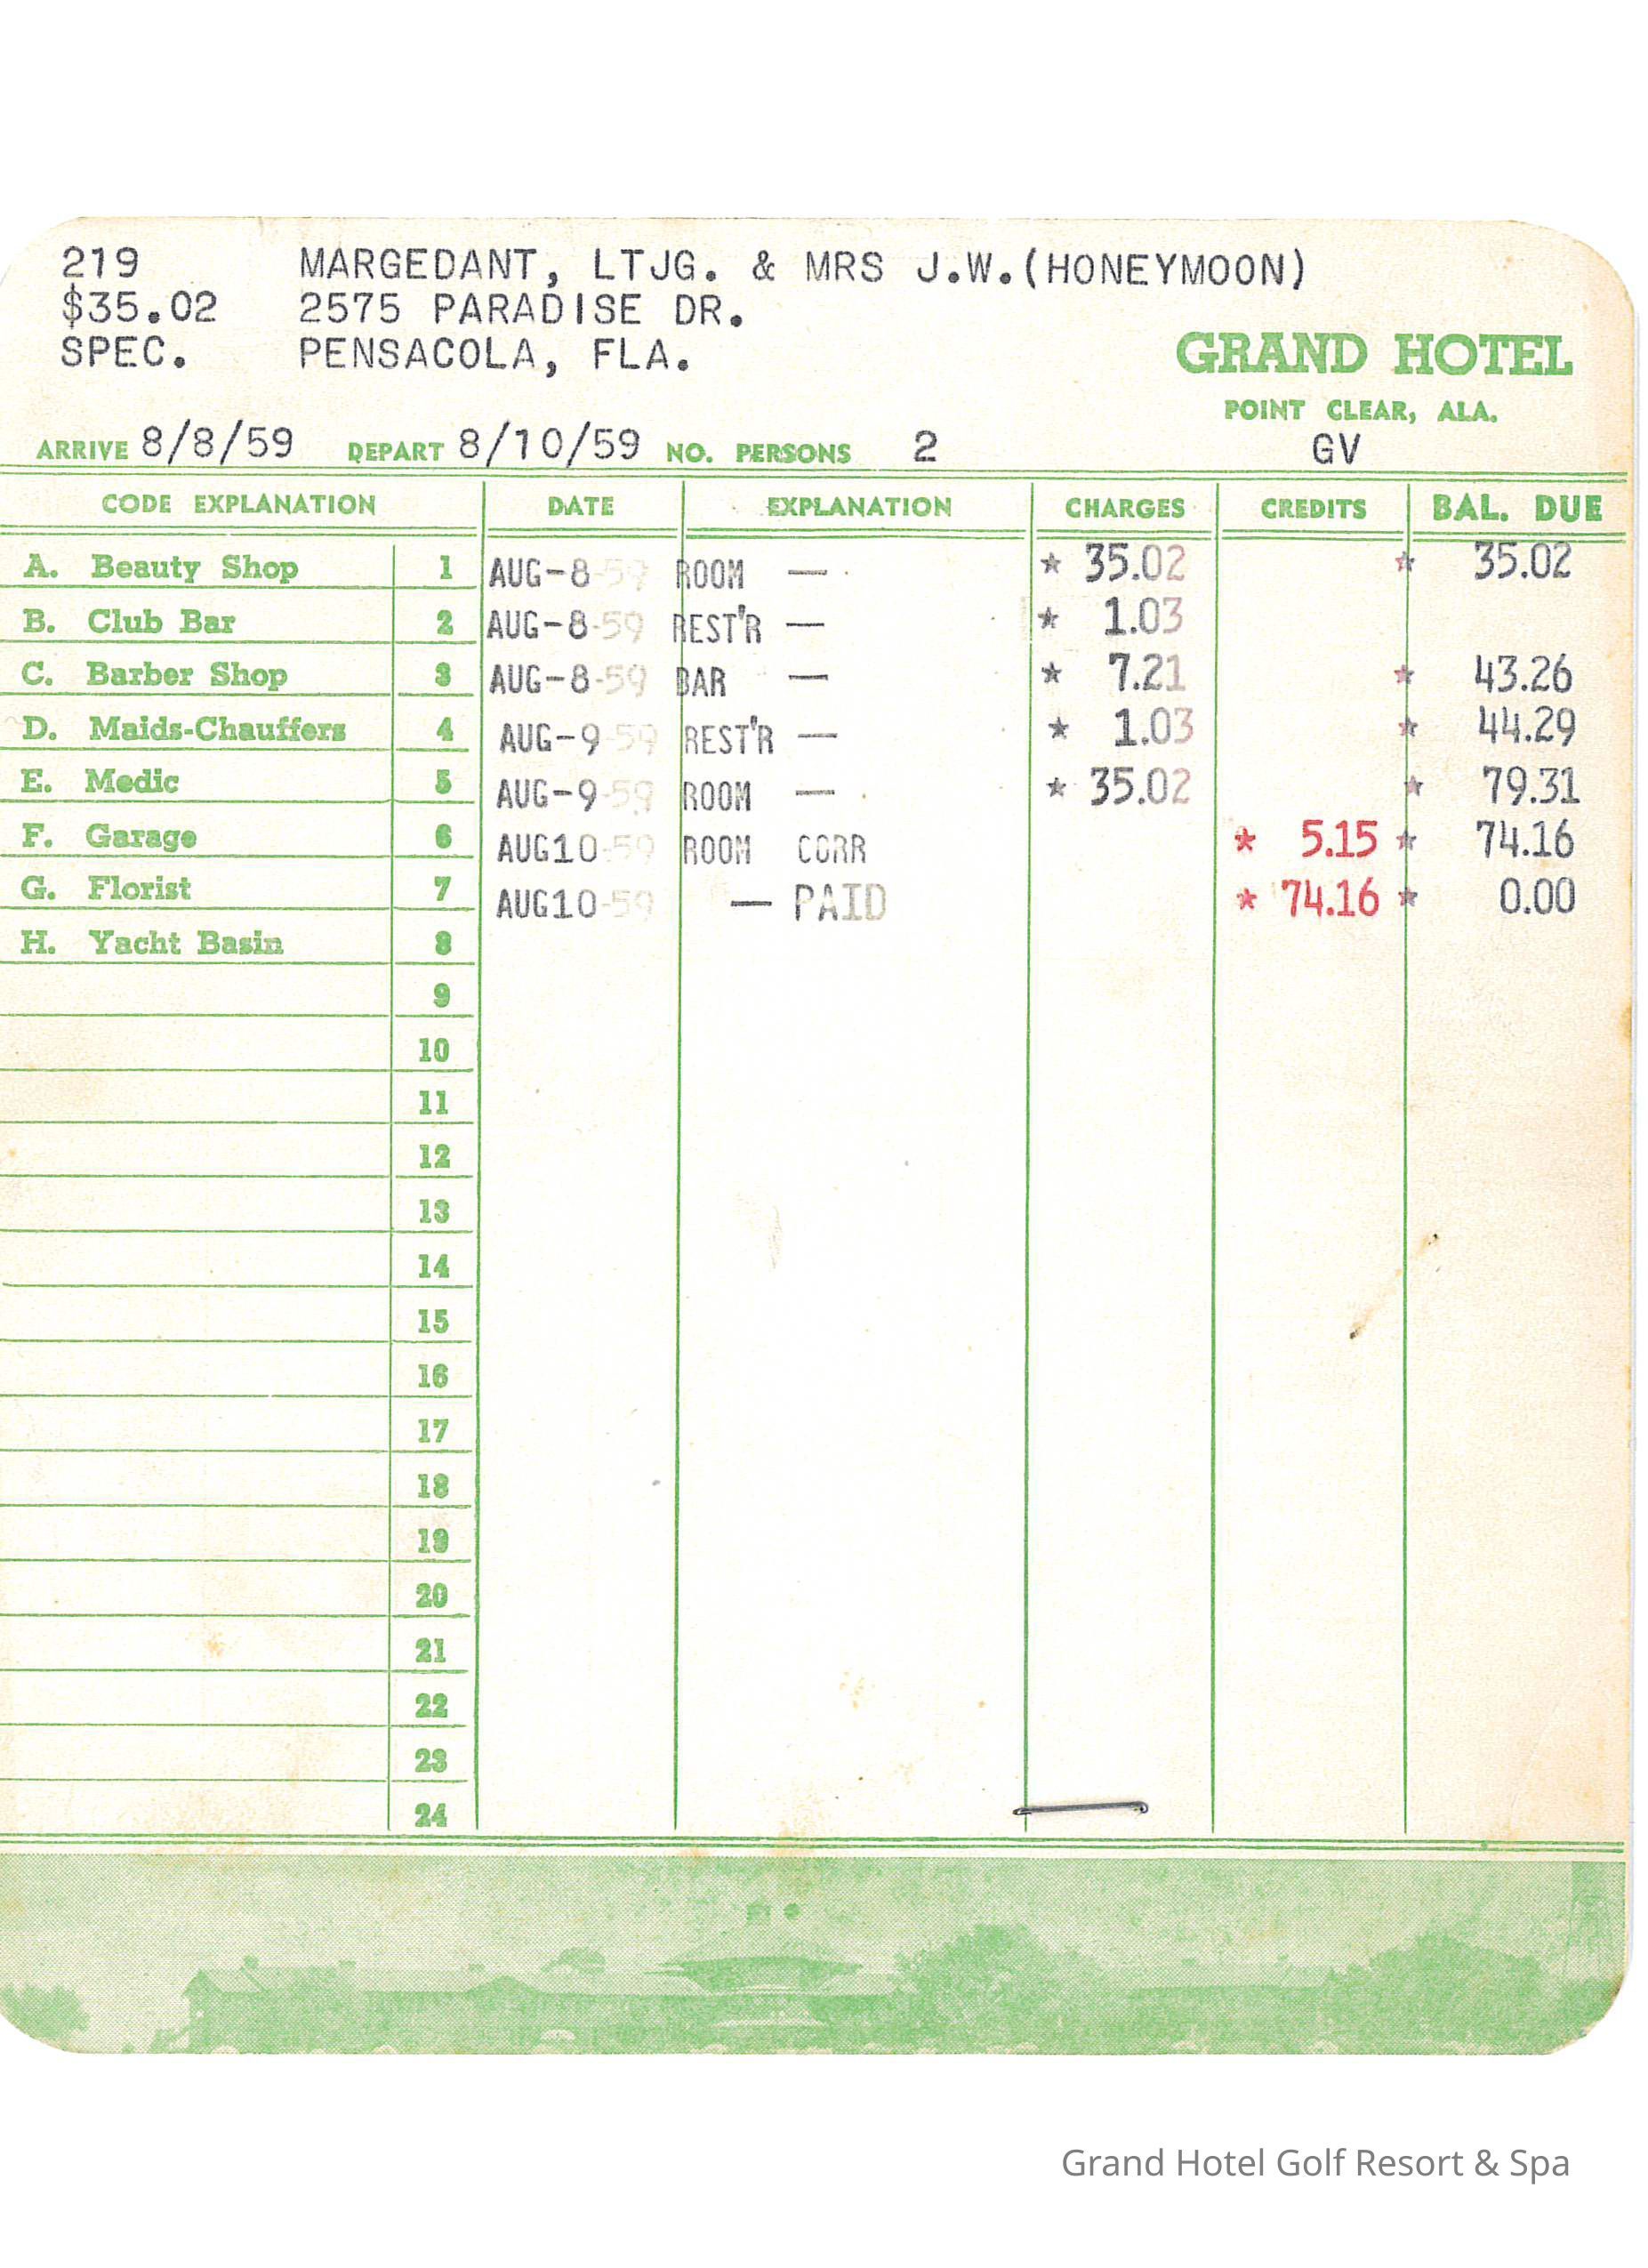 219 MARGEDANT, LTJG. & MRS J.W.(HONEYMOON)
$35.02 2575 PARADISE DR.
SPEC. PENSACOLA, FLA.
GRAND HOTEL
POINT CLEAR, ALA.
ARRIVE 8/8/59 DEPART 8/10/59 NO. PERSONS 2 GV
CODE EXPLANATION DATE EXPLANATION CHARGES CREDITS BAL. DUE
A. Beauty Shop 1 AUG-8-59 ROOM — * 35.02 * 35.02
B. Club Bar 2 AUG-8-59 REST'R — * 1.03
C. Barber Shop 3 AUG-8-59 BAR — * 7.21 * 43.26
D. Maids-Chauffers 4 AUG-9-59 REST'R — * 1.03 * 44.29
E. Medic 5 AUG-9-59 ROOM — * 35.02 * 79.31
F. Garage 6 AUG10-59 ROOM CORR * 5.15 * 74.16
G. Florist 7 AUG10-59 — PAID * 74.16 * 0.00
H. Yacht Basin 8
9
10
11
12
13
14
15
16
17
18
19
20
21
22
23
24
Grand Hotel Golf Resort & Spa